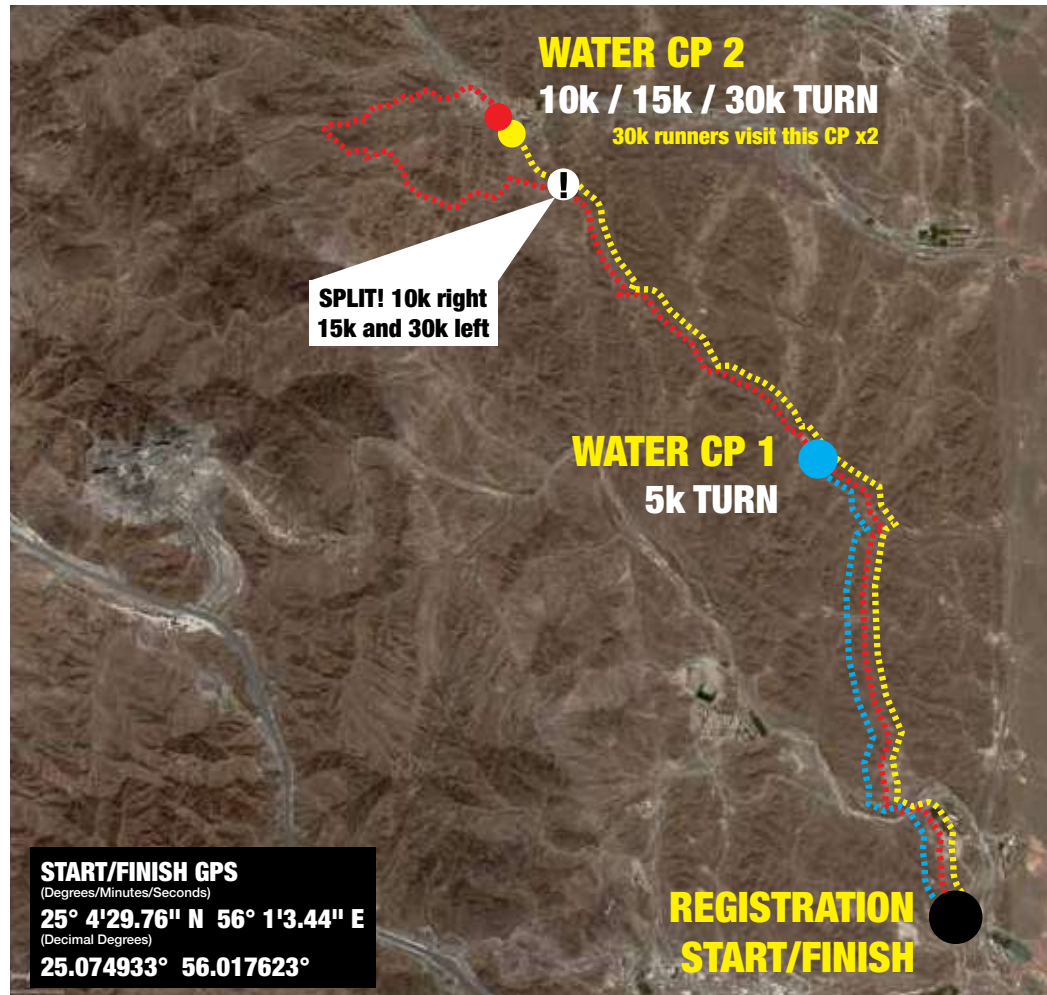 WATER CP 2
10k / 15k / 30k TURN
30k runners visit this CP x2
!
SPLIT! 10k right
15k and 30k left
WATER CP 1
5k TURN
START/FINISH GPS
(Degrees/Minutes/Seconds)
25° 4'29.76" N 56° 1'3.44" E
(Decimal Degrees)
25.074933° 56.017623°
REGISTRATION
START/FINISH